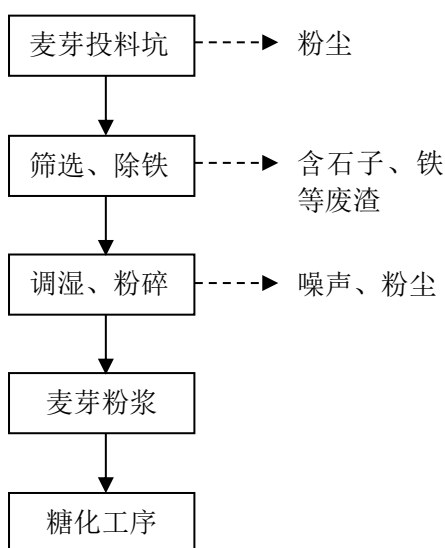 麦芽投料坑
粉尘
筛选、除铁
含石子、铁
等废渣
调湿、粉碎
噪声、粉尘
麦芽粉浆
糖化工序